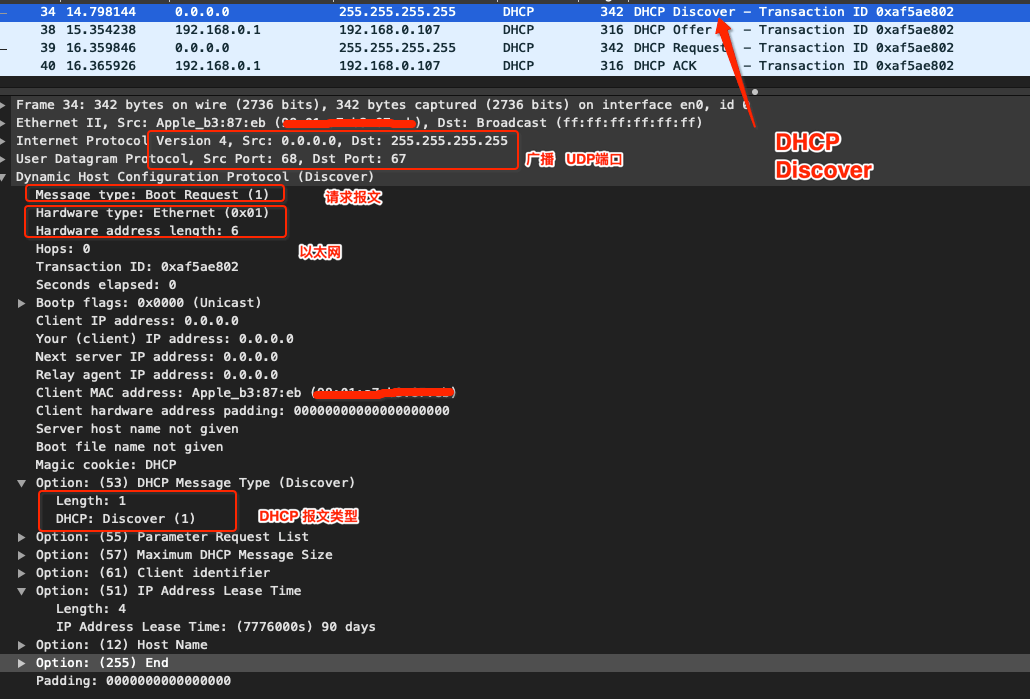 34 14.798144 0.0.0.0 255.255.255.255 DHCP 342 DHCP Discover – Transaction ID 0xaf5ae802
38 15.354238 192.168.0.1 192.168.0.107 DHCP 316 DHCP Offer – Transaction ID 0xaf5ae802
39 16.359846 0.0.0.0 255.255.255.255 DHCP 342 DHCP Request – Transaction ID 0xaf5ae802
40 16.365926 192.168.0.1 192.168.0.107 DHCP 316 DHCP ACK – Transaction ID 0xaf5ae802
Frame 34: 342 bytes on wire (2736 bits), 342 bytes captured (2736 bits) on interface en0, id 0
Ethernet II, Src: Apple_b3:87:eb ( ), Dst: Broadcast (ff:ff:ff:ff:ff:ff)
Internet Protocol Version 4, Src: 0.0.0.0, Dst: 255.255.255.255
User Datagram Protocol, Src Port: 68, Dst Port: 67
广播 UDP端口
DHCP
Discover
Dynamic Host Configuration Protocol (Discover)
Message type: Boot Request (1)
请求报文
Hardware type: Ethernet (0x01)
Hardware address length: 6
以太网
Hops: 0
Transaction ID: 0xaf5ae802
Seconds elapsed: 0
Bootp flags: 0x0000 (Unicast)
Client IP address: 0.0.0.0
Your (client) IP address: 0.0.0.0
Next server IP address: 0.0.0.0
Relay agent IP address: 0.0.0.0
Client MAC address: Apple_b3:87:eb ( )
Client hardware address padding: 00000000000000000000
Server host name not given
Boot file name not given
Magic cookie: DHCP
Option: (53) DHCP Message Type (Discover)
Length: 1
DHCP: Discover (1)
DHCP 报文类型
Option: (55) Parameter Request List
Option: (57) Maximum DHCP Message Size
Option: (61) Client identifier
Option: (51) IP Address Lease Time
Length: 4
IP Address Lease Time: (7776000s) 90 days
Option: (12) Host Name
Option: (255) End
Padding: 0000000000000000